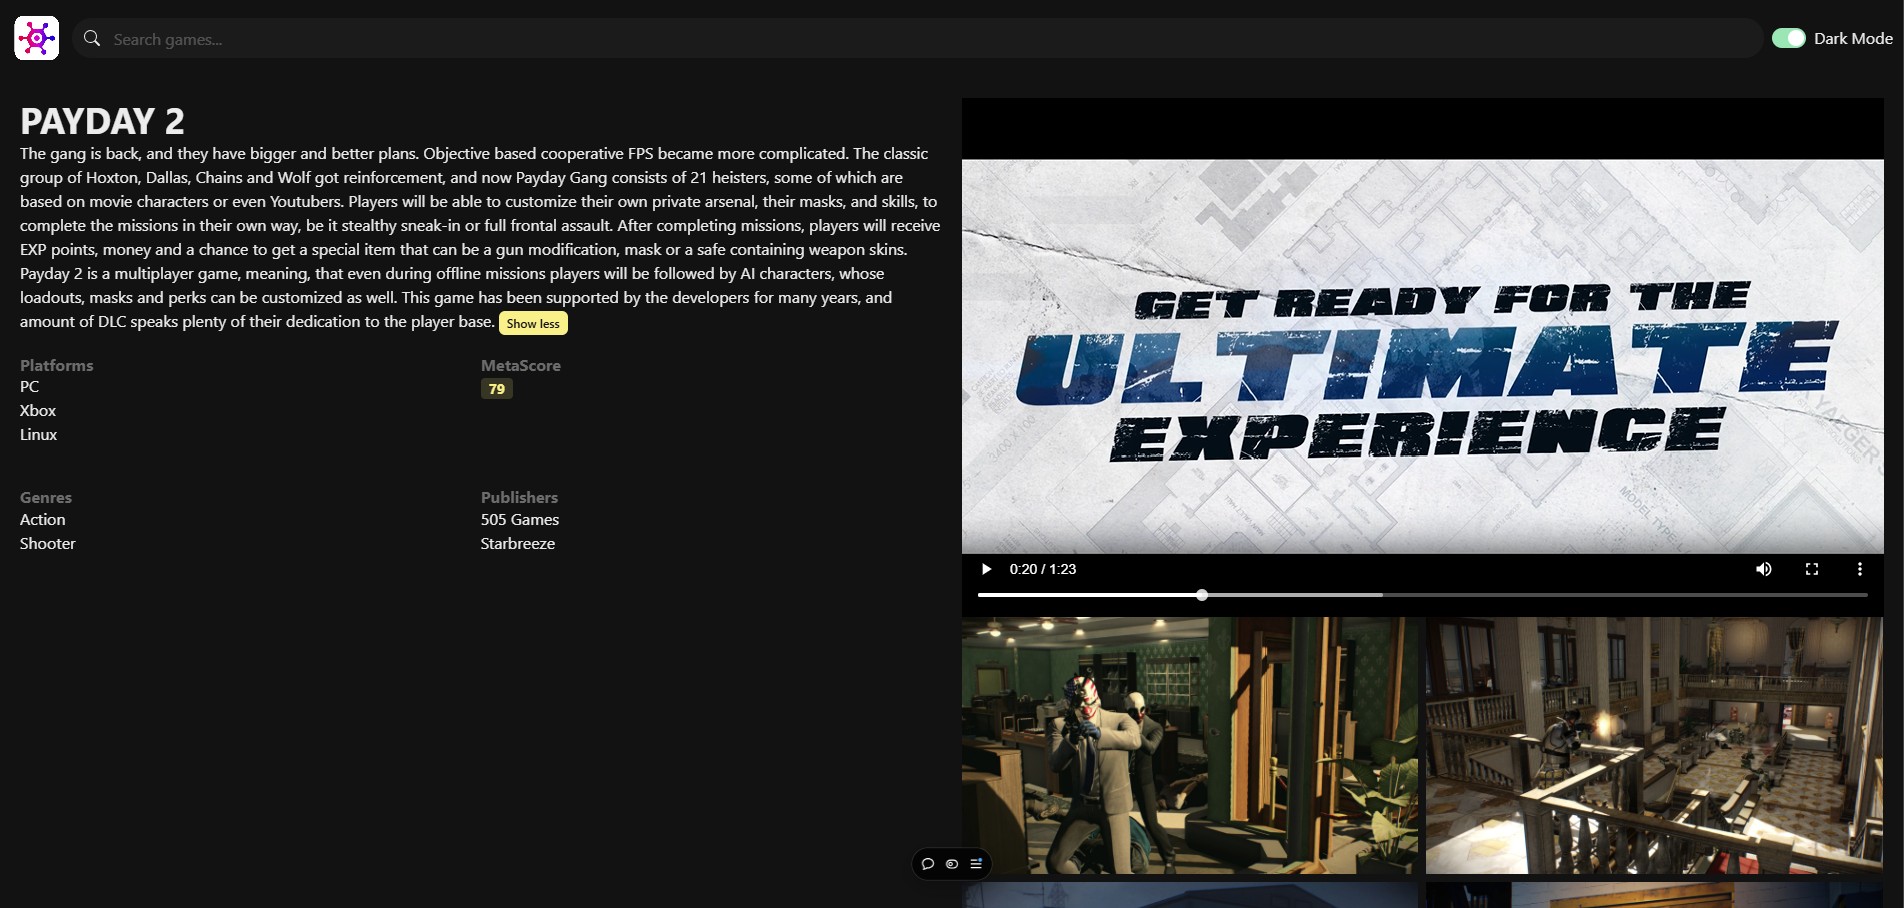 Search games...
Dark Mode
PAYDAY 2
The gang is back, and they have bigger and better plans. Objective based cooperative FPS became more complicated. The classic
group of Hoxton, Dallas, Chains and Wolf got reinforcement, and now Payday Gang consists of 21 heisters, some of which are
based on movie characters or even Youtubers. Players will be able to customize their own private arsenal, their masks, and skills, to
complete the missions in their own way, be it stealthy sneak-in or full frontal assault. After completing missions, players will receive
EXP points, money and a chance to get a special item that can be a gun modification, mask or a safe containing weapon skins.
Payday 2 is a multiplayer game, meaning, that even during offline missions players will be followed by AI characters, whose
loadouts, masks and perks can be customized as well. This game has been supported by the developers for many years, and
amount of DLC speaks plenty of their dedication to the player base. Show less
Platforms
PC
Xbox
Linux
MetaScore
79
Genres
Action
Shooter
Publishers
505 Games
Starbreeze
GET READY FOR THE
ULTIMATE
EXPERIENCE
0:20 / 1:23